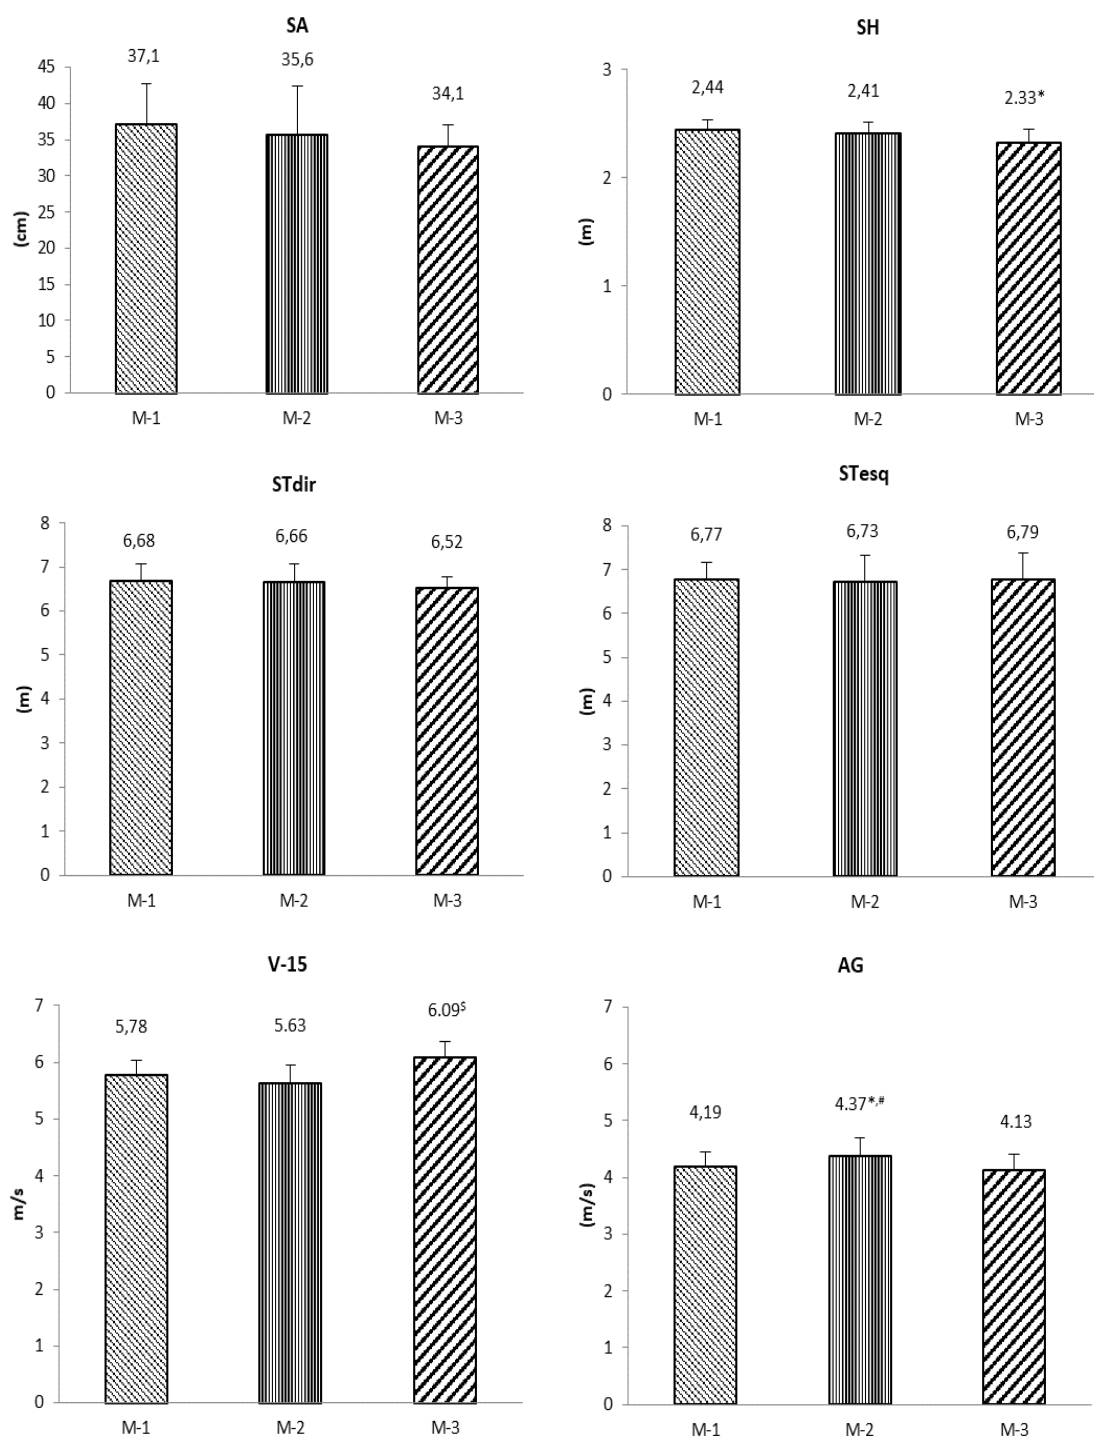 SA
37,1
35,6
34,1
45
40
35
30
25
20
15
10
5
0
(cm)
M-1
M-2
M-3
SH
2,44
2,41
2.33*
3
2
1
0
(m)
M-1
M-2
M-3
STdir
6,68
6,66
6,52
8
7
6
5
4
3
2
1
0
(m)
M-1
M-2
M-3
STesq
6,77
6,73
6,79
8
7
6
5
4
3
2
1
0
(m)
M-1
M-2
M-3
V-15
5,78
5.63
6.09$
7
6
5
4
3
2
1
0
m/s
M-1
M-2
M-3
AG
4,19
4.37*,#
4.13
7
6
5
4
3
2
1
0
(m/s)
M-1
M-2
M-3